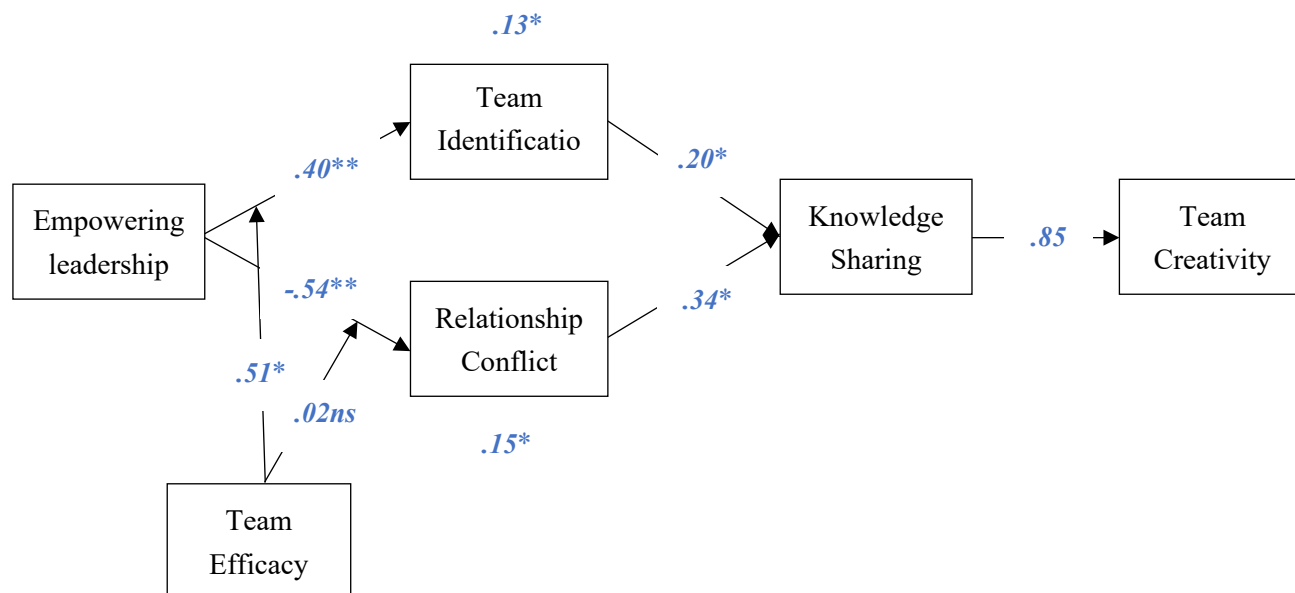 .13*
Team
Identificatio
.40**
.20*
Empowering
leadership
Knowledge
Sharing
.85
Team
Creativity
-.54**
Relationship
Conflict
.34*
.51*
.02ns
.15*
Team
Efficacy